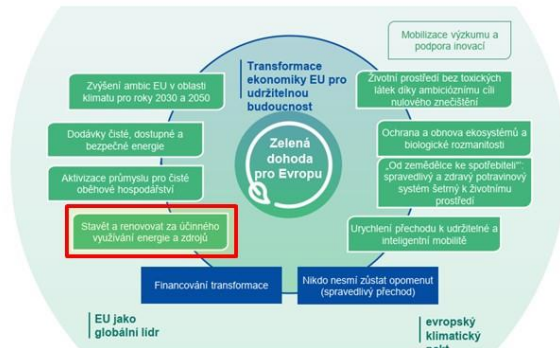 Mobilizace výzkumu a
podpora inovací
Transformace
ekonomiky EU pro
udržitelnou
budoucnost
Zvýšení ambic EU v oblasti
klimatu pro roky 2030 a 2050
Životní prostředí bez toxických
látek díky ambicióznímu cíli
nulového znečištění
Dodávky čisté, dostupné a
bezpečné energie
Zelená
dohoda
pro Evropu
Ochrana a obnova ekosystémů a
biologické rozmanitosti
Aktivizace průmyslu pro čisté
oběhové hospodářství
„Od zemědělce ke spotřebiteli“:
spravedlivý a zdravý potravinový
systém šetrný k životnímu
prostředí
Stavět a renovovat za účinného
využívání energie a zdrojů
Urychlení přechodu k udržitelné a
inteligentní mobilitě
Financování transformace
Nikdo nesmí zůstat opomenut
(spravedlivý přechod)
EU jako
globální lídr
evropský
klimatický